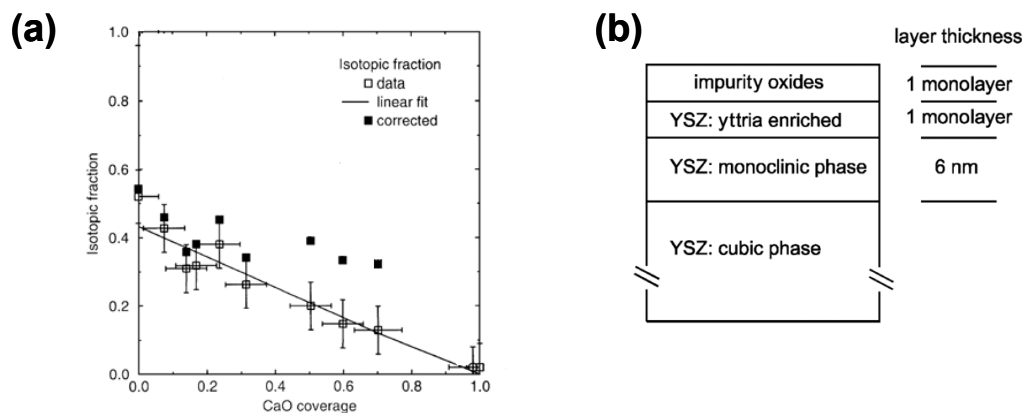 (a)
1.0
0.8
0.6
0.4
0.2
0.0
Isotopic fraction
Isotopic fraction
data
linear fit
corrected
0.0 0.2 0.4 0.6 0.8 1.0
CaO coverage
(b)
layer thickness
impurity oxides 1 monolayer
YSZ: yttria enriched 1 monolayer
YSZ: monoclinic phase 6 nm
YSZ: cubic phase